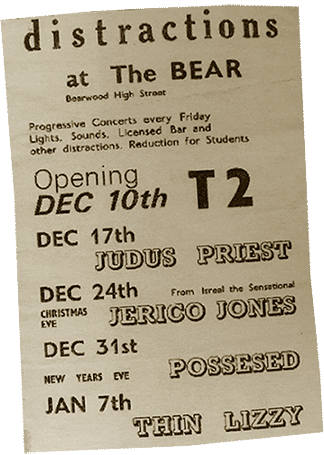 distractions
at The BEAR
Bearwood High Street
Progressive Concerts every Friday
Lights, Sounds, Licensed Bar and
other distractions. Reduction for Students
Opening
DEC 10th T2
DEC 17th
JUDUS PRIEST
DEC 24th From Isreal the Sensational
CHRISTMAS EVE JERICO JONES
DEC 31st
NEW YEARS EVE POSSESED
JAN 7th
THIN LIZZY